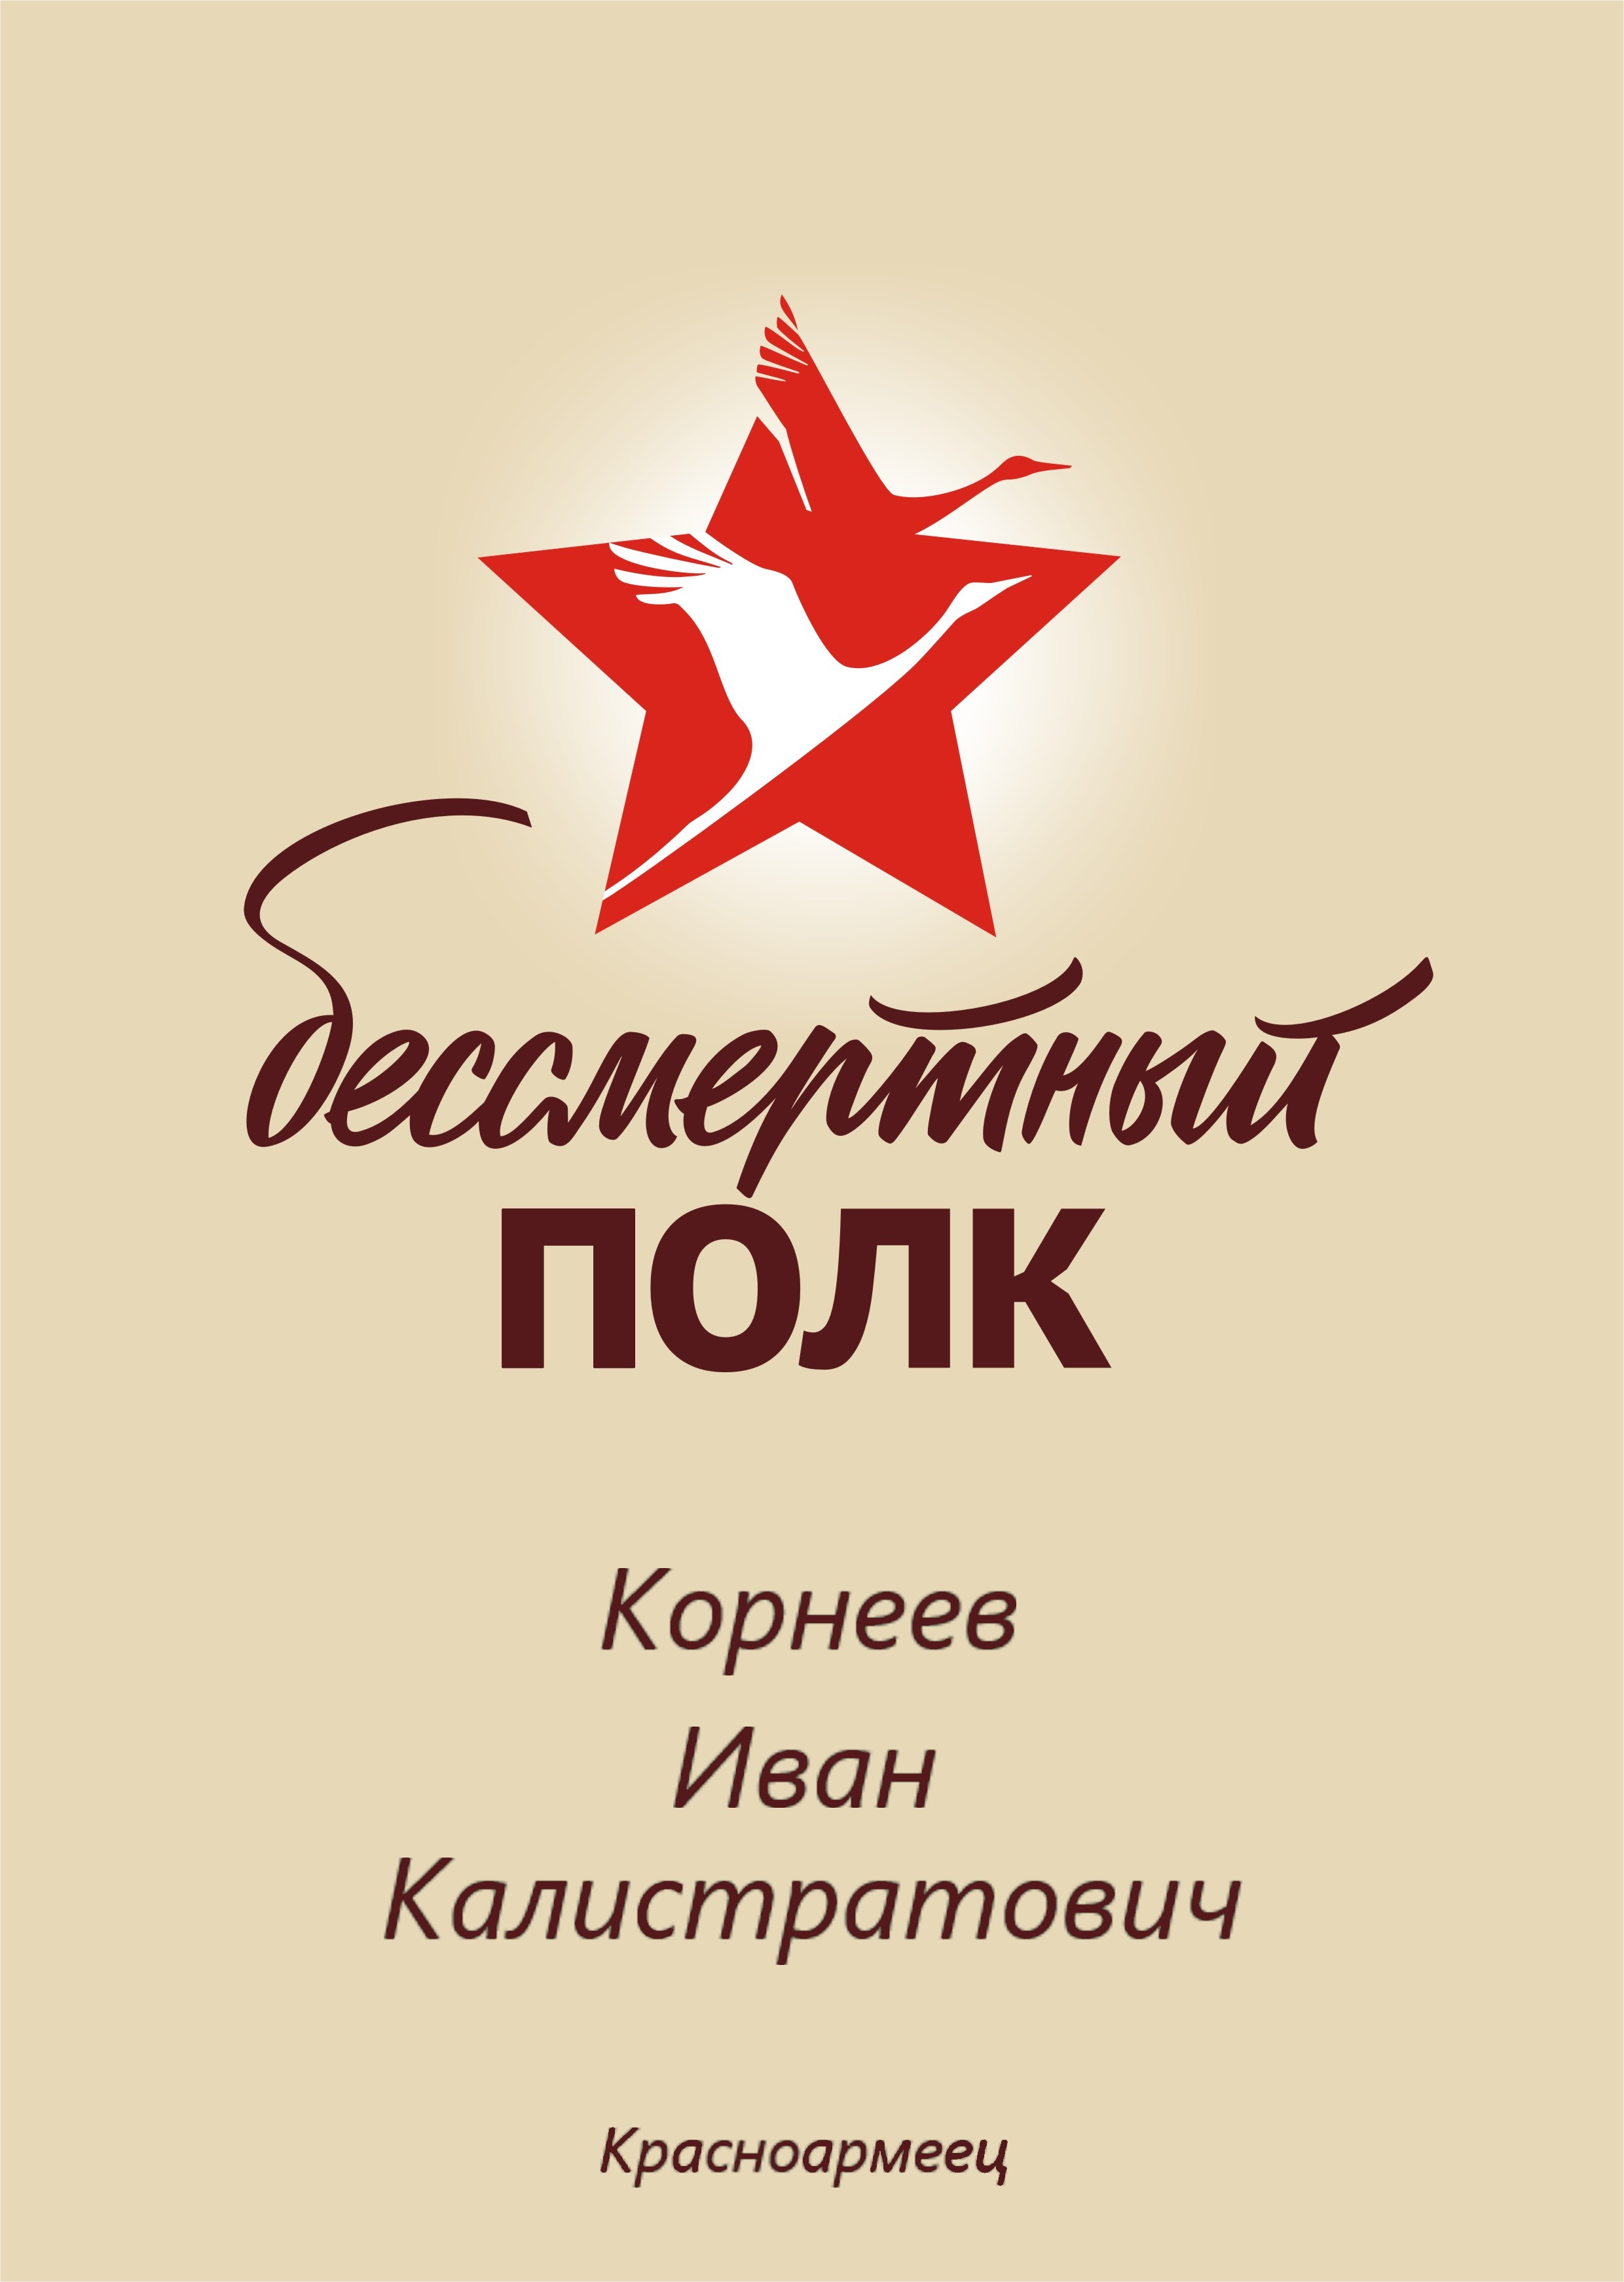 бессмертный
ПОЛК
Корнеев
Иван
Калистратович
Красноармеец